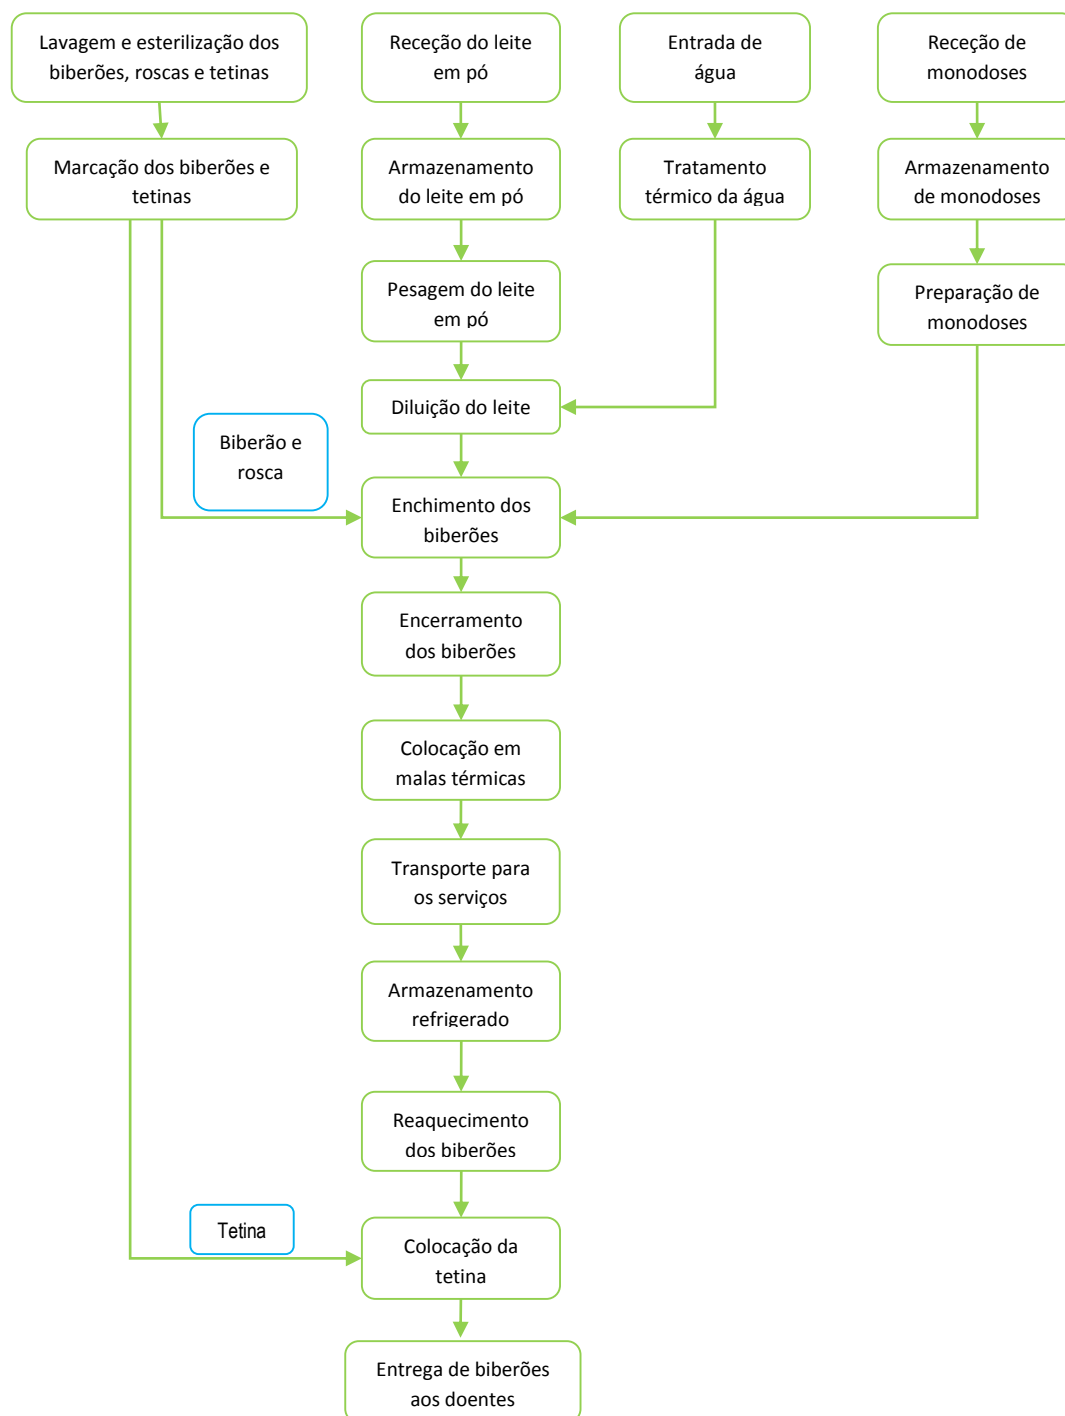 Lavagem e esterilização dos
biberões, roscas e tetinas
Receção do leite
em pó
Entrada de
água
Receção de
monodoses
Marcação dos biberões e
tetinas
Armazenamento
do leite em pó
Tratamento
térmico da água
Armazenamento
de monodoses
Pesagem do leite
em pó
Preparação de
monodoses
Diluição do leite
Biberão e
rosca
Enchimento dos
biberões
Encerramento
dos biberões
Colocação em
malas térmicas
Transporte para
os serviços
Armazenamento
refrigerado
Reaquecimento
dos biberões
Tetina
Colocação da
tetina
Entrega de biberões
aos doentes